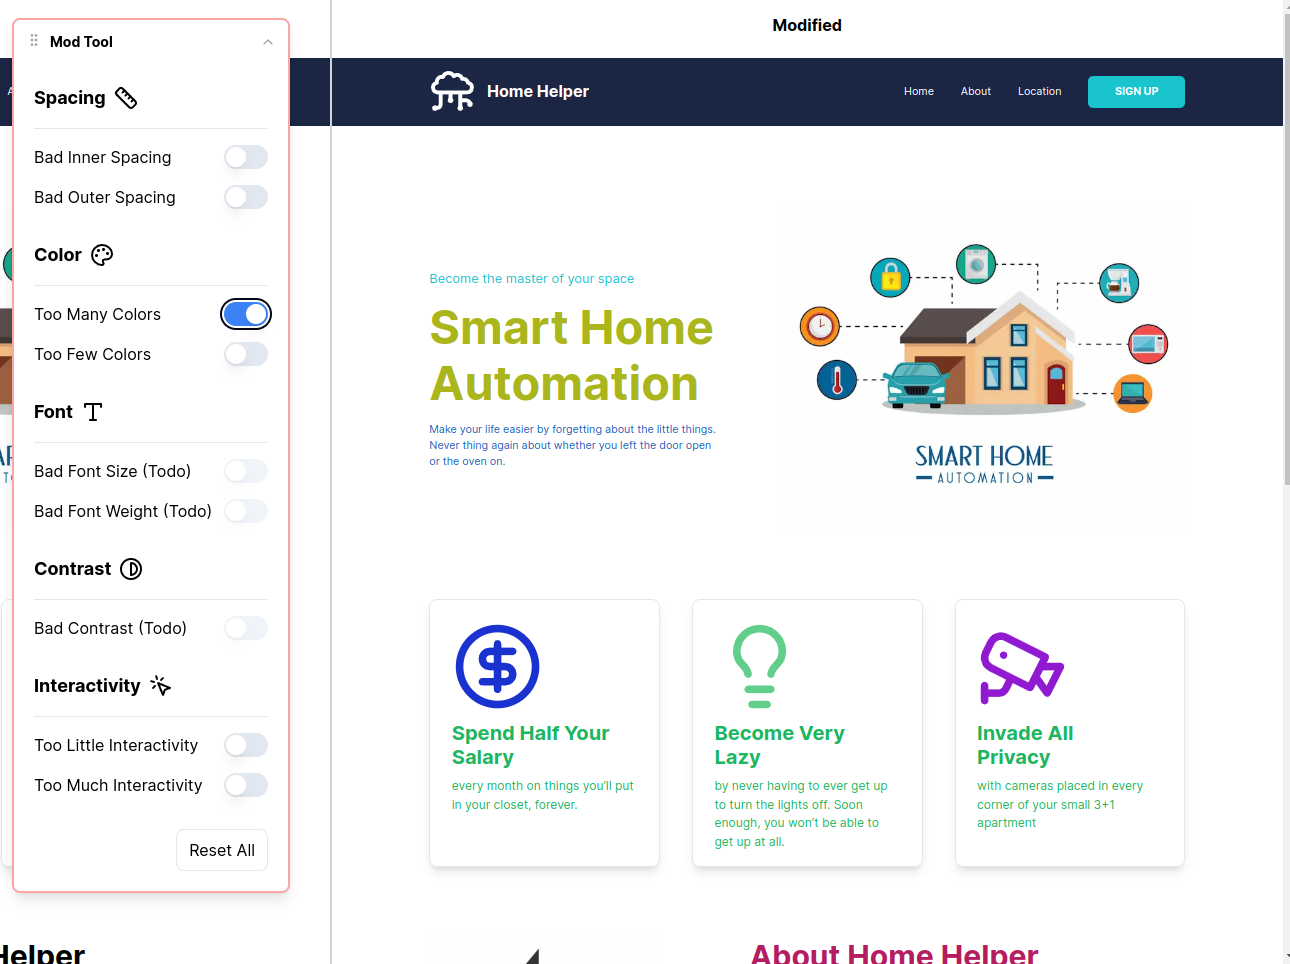 Mod Tool
Spacing
Bad Inner Spacing
Bad Outer Spacing
Color
Too Many Colors
Too Few Colors
Font
Bad Font Size (Todo)
Bad Font Weight (Todo)
Contrast
Bad Contrast (Todo)
Interactivity
Too Little Interactivity
Too Much Interactivity
Reset All
Helper
Modified
Home Helper
Home About Location SIGN UP
Become the master of your space
Smart Home
Automation
Make your life easier by forgetting about the little things.
Never thing again about whether you left the door open
or the oven on.
SMART HOME
AUTOMATION
Spend Half Your
Salary
every month on things you'll put
in your closet, forever.
Become Very
Lazy
by never having to ever get up
to turn the lights off. Soon
enough, you won't be able to
get up at all.
Invade All
Privacy
with cameras placed in every
corner of your small 3+1
apartment
About Home Helper